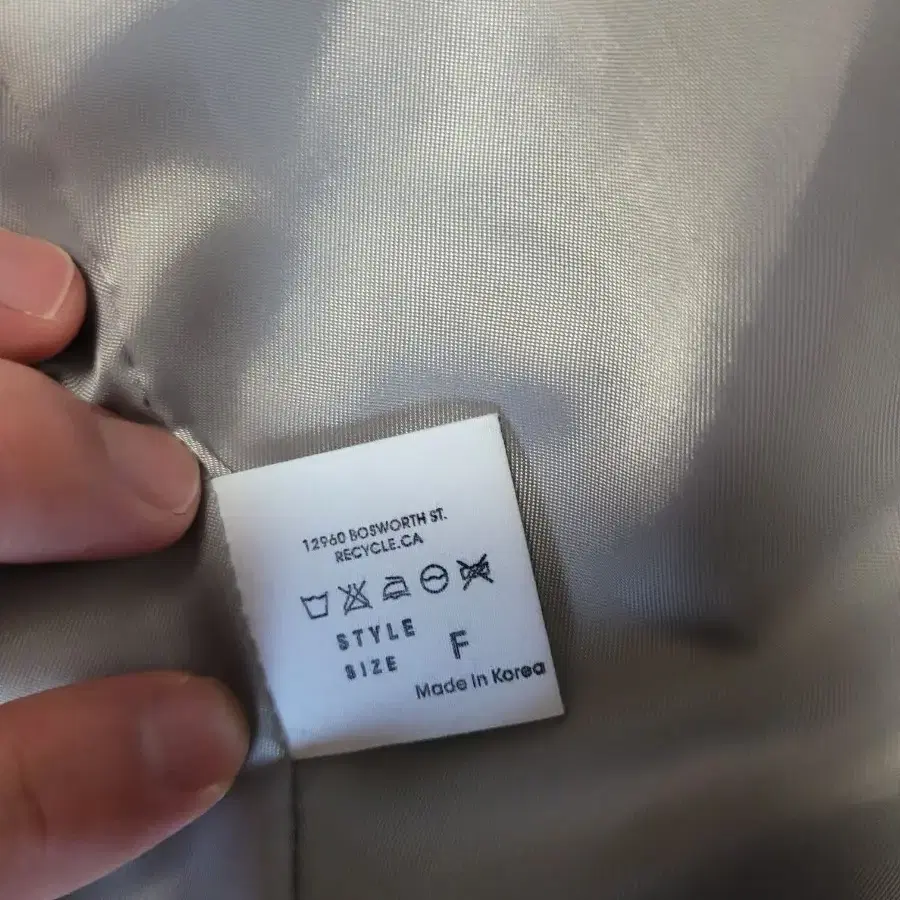 12960 BOSWORTH ST.
RECYCLE.CA
STYLE
SIZE F
Made in Korea